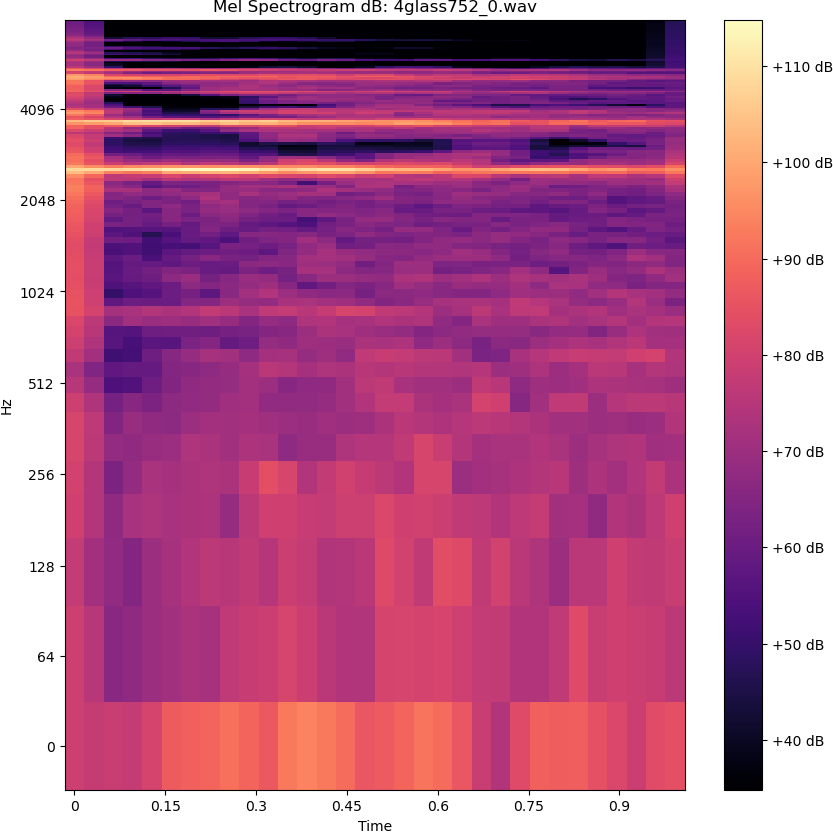 Mel Spectrogram dB: 4glass752_0.wav
Hz
4096
2048
1024
512
256
128
64
0
0 0.15 0.3 0.45 0.6 0.75 0.9
Time
+110 dB
+100 dB
+90 dB
+80 dB
+70 dB
+60 dB
+50 dB
+40 dB